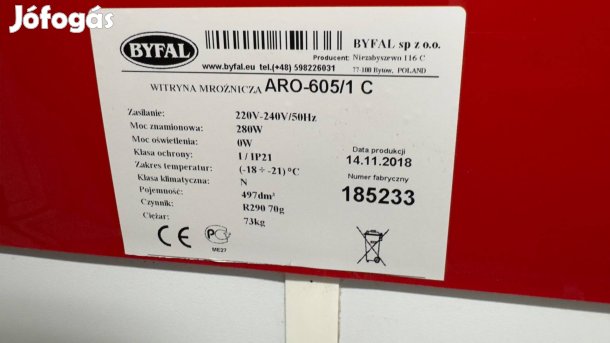 Jófogás
BYFAL
BYFAL sp z o.o.
Producent: Niezabyszewo 116 C
www.byfal.eu tel.(+48) 598226031
77-100 Bytow, POLAND
WITRYNA MROŹNICZA ARO-605/1 C
Zasilanie: 220V-240V/50Hz
Moc znamionowa: 280W
Moc oświetlenia: 0W
Klasa ochrony: I / IP21
Zakres temperatur: (-18 ÷ -21) °C
Klasa klimatyczna: N
Pojemność: 497dm³
Czynnik: R290 70g
Ciężar: 73kg
Data produkcji
14.11.2018
Numer fabryczny
185233
CE
ME27